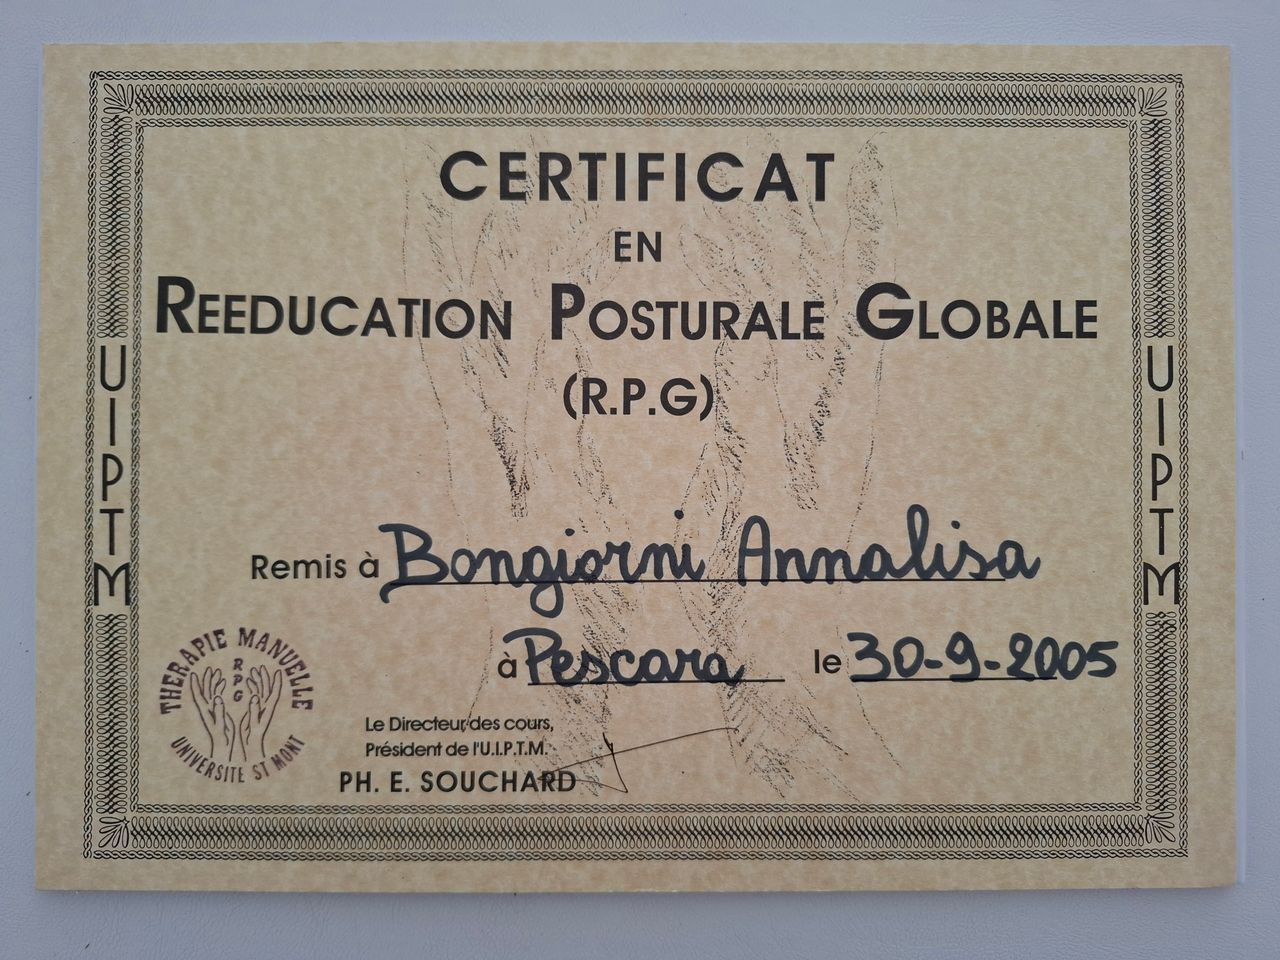 CERTIFICAT
EN
REEDUCATION POSTURALE GLOBALE
(R.P.G)
UIPTM
UIPTM
Remis à Bongiorni Annalisa
à Pescara le 30-9-2005
THERAPIE MANUELLE
RPG
UNIVERSITE ST MONT
Le Directeur des cours,
Président de l'U.I.P.T.M.
PH. E. SOUCHARD